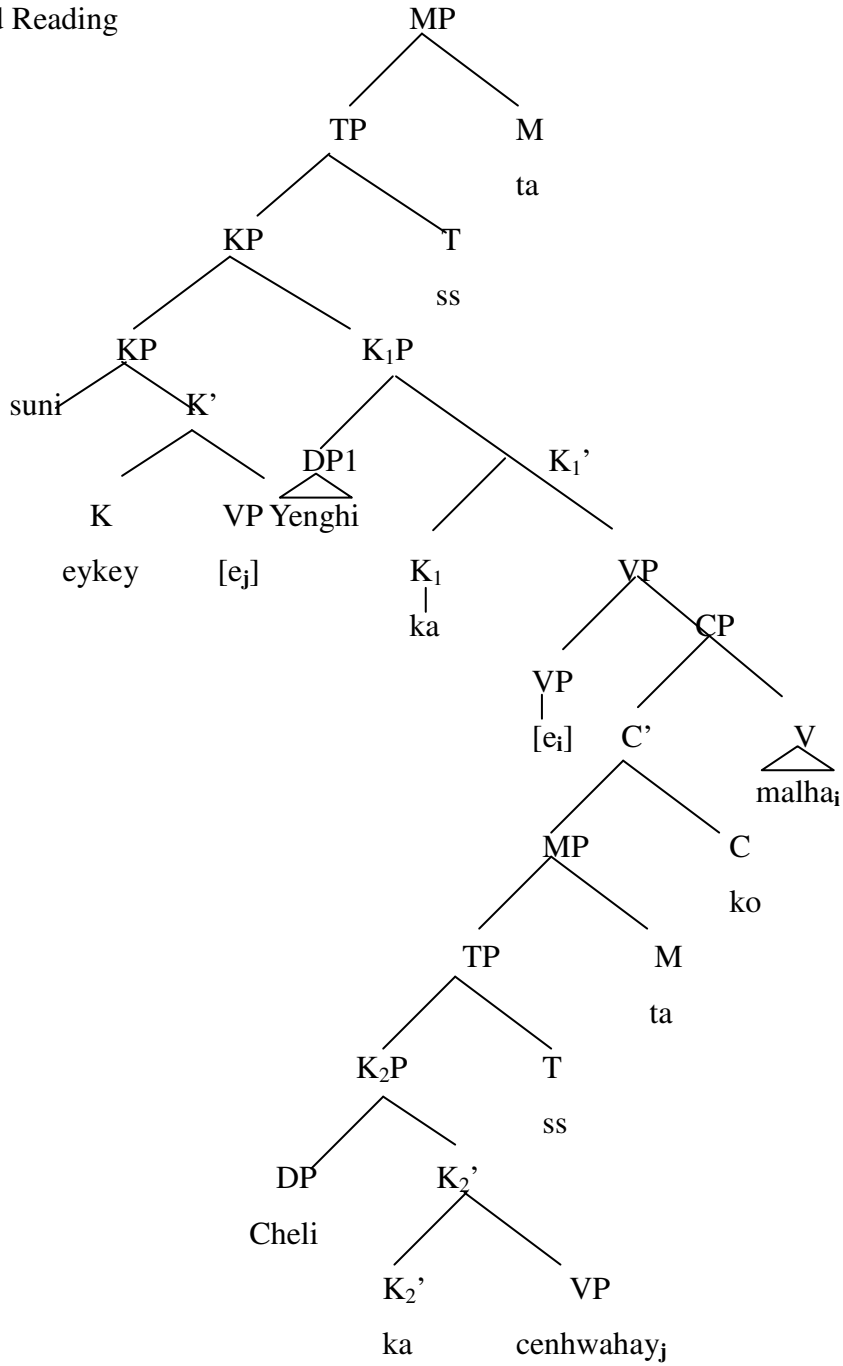 d Reading MP
TP M
ta
KP T
ss
KP K₁P
suni K’
DP1 K₁’
K VP Yenghi
eykey [eⱼ] K₁ VP
ka CP
VP
[eᵢ] C’ V
malhaᵢ
MP C
ko
TP M
ta
K₂P T
ss
DP K₂’
Cheli
K₂’ VP
ka cenhwahayⱼ